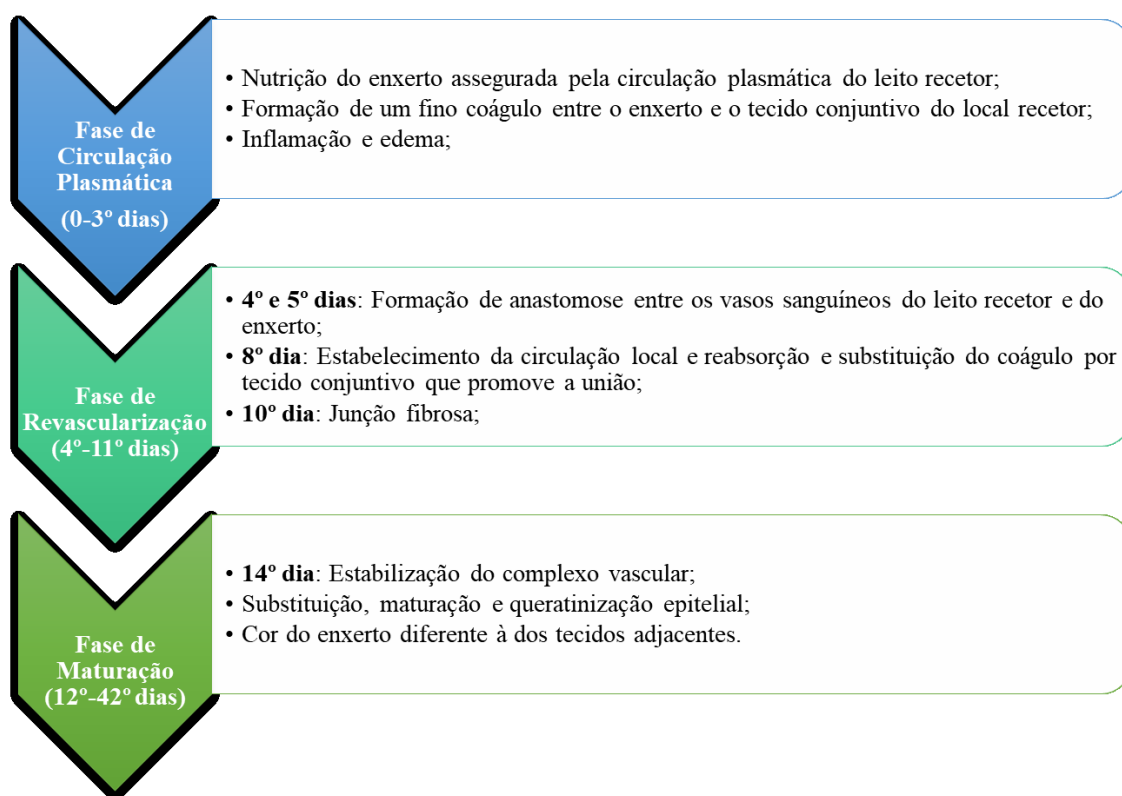 Fase de
Circulação
Plasmática
(0-3º dias)
• Nutrição do enxerto assegurada pela circulação plasmática do leito recetor;
• Formação de um fino coágulo entre o enxerto e o tecido conjuntivo do local recetor;
• Inflamação e edema;
Fase de
Revascularização
(4º-11º dias)
• 4º e 5º dias: Formação de anastomose entre os vasos sanguíneos do leito recetor e do
enxerto;
• 8º dia: Estabelecimento da circulação local e reabsorção e substituição do coágulo por
tecido conjuntivo que promove a união;
• 10º dia: Junção fibrosa;
Fase de
Maturação
(12º-42º dias)
• 14º dia: Estabilização do complexo vascular;
• Substituição, maturação e queratinização epitelial;
• Cor do enxerto diferente à dos tecidos adjacentes.